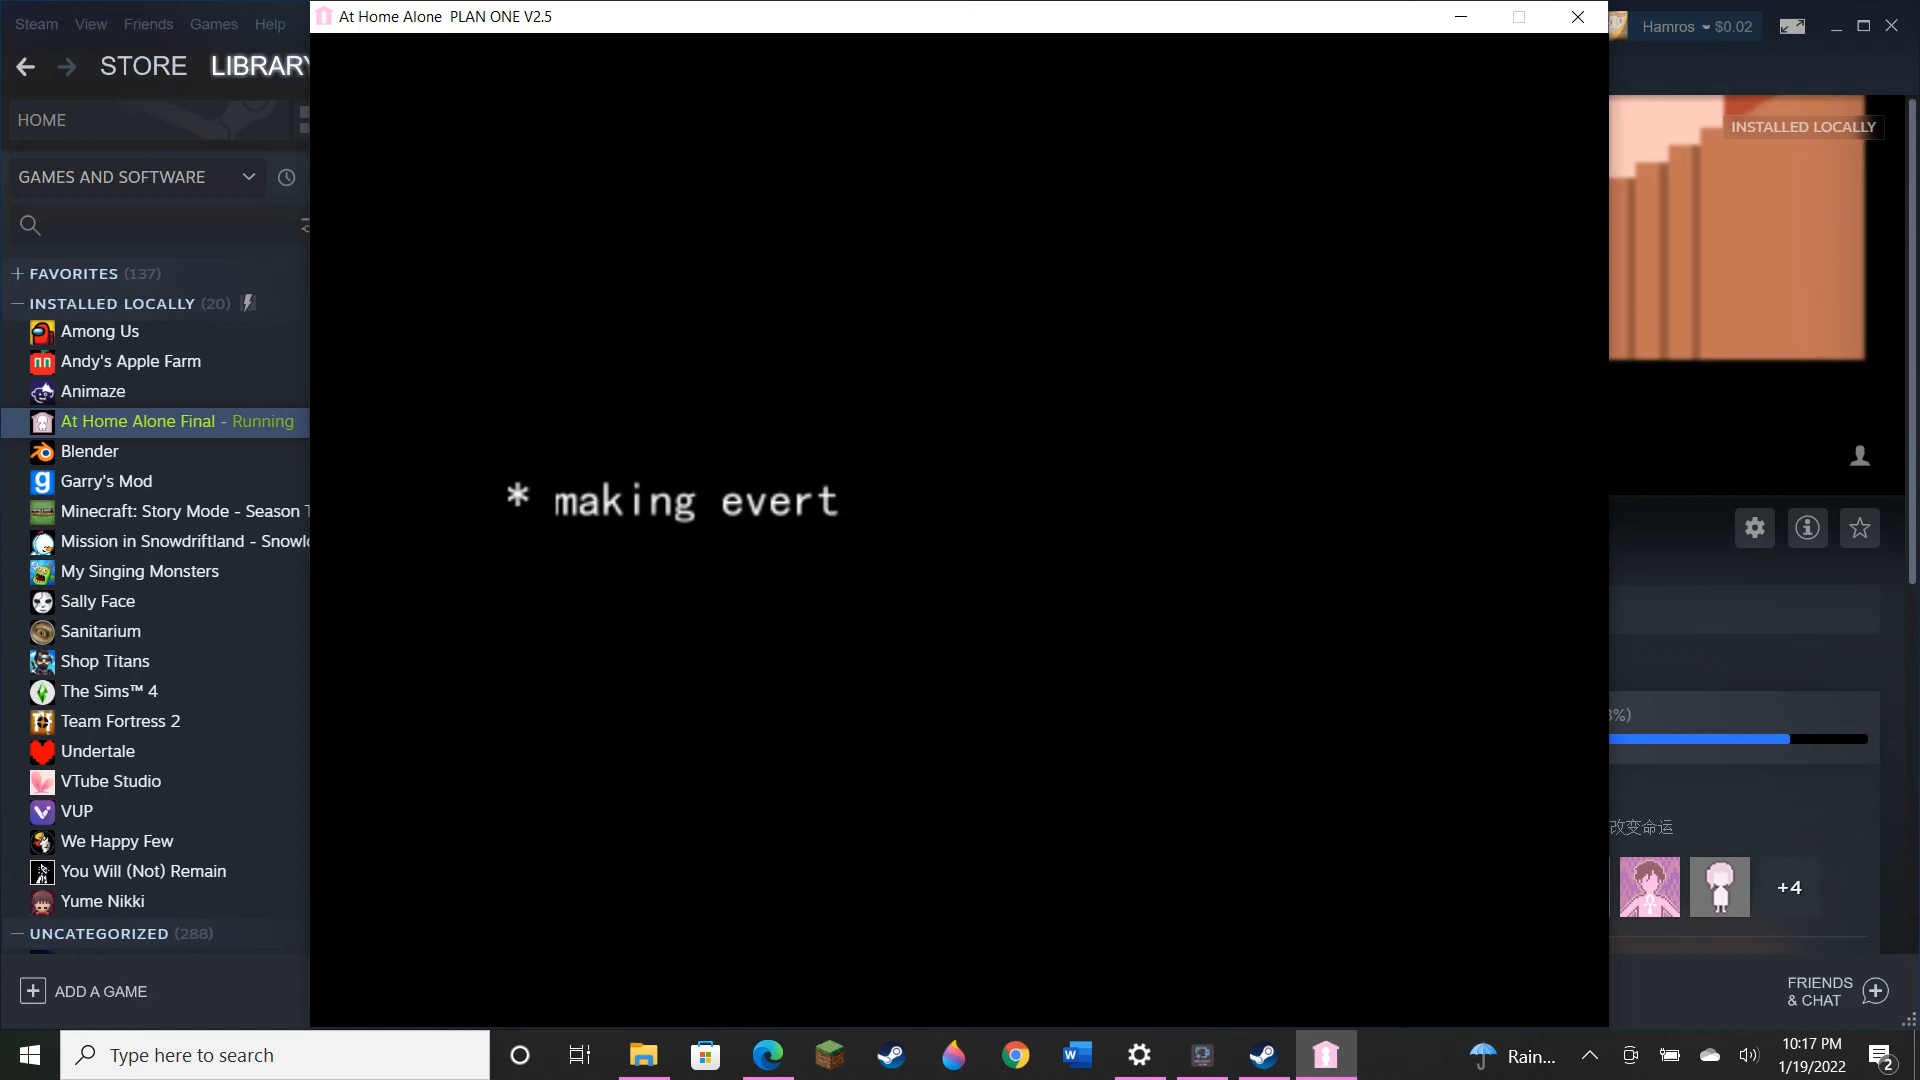 Steam View Friends Games Help
At Home Alone PLAN ONE V2.5
Hamros $0.02
STORE LIBRARY
HOME
INSTALLED LOCALLY
GAMES AND SOFTWARE
FAVORITES (137)
INSTALLED LOCALLY (20)
Among Us
Andy's Apple Farm
Animaze
At Home Alone Final - Running
Blender
Garry's Mod
Minecraft: Story Mode - Season
Mission in Snowdriftland -
My Singing Monsters
Sally Face
Sanitarium
Shop Titans
The Sims™ 4
Team Fortress 2
Undertale
VTube Studio
VUP
We Happy Few
You Will (Not) Remain
Yume Nikki
UNCATEGORIZED (288)
ADD A GAME
* making evert
%)
改变命运
+4
FRIENDS
& CHAT
Type here to search
Rain...
10:17 PM
1/19/2022
2